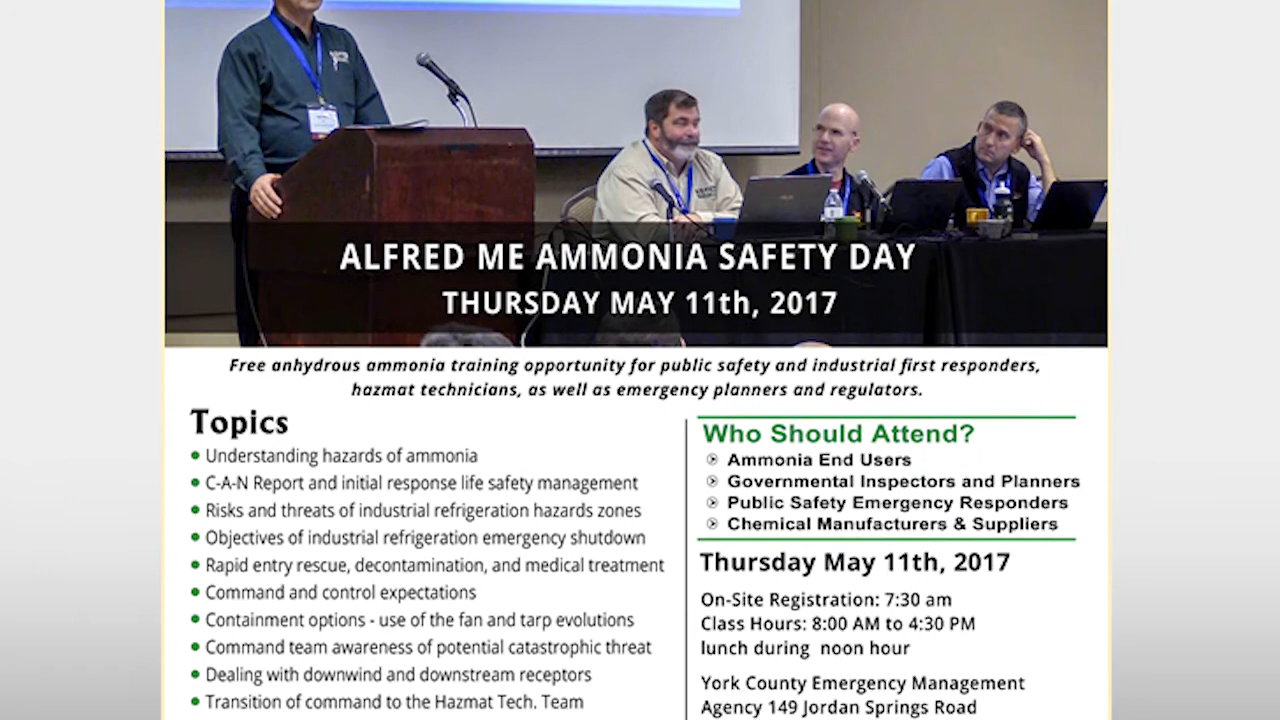 ALFRED ME AMMONIA SAFETY DAY
THURSDAY MAY 11th, 2017
Free anhydrous ammonia training opportunity for public safety and industrial first responders,
hazmat technicians, as well as emergency planners and regulators.
Topics
Understanding hazards of ammonia
C-A-N Report and initial response life safety management
Risks and threats of industrial refrigeration hazards zones
Objectives of industrial refrigeration emergency shutdown
Rapid entry rescue, decontamination, and medical treatment
Command and control expectations
Containment options - use of the fan and tarp evolutions
Command team awareness of potential catastrophic threat
Dealing with downwind and downstream receptors
Transition of command to the Hazmat Tech. Team
Who Should Attend?
Ammonia End Users
Governmental Inspectors and Planners
Public Safety Emergency Responders
Chemical Manufacturers & Suppliers
Thursday May 11th, 2017
On-Site Registration: 7:30 am
Class Hours: 8:00 AM to 4:30 PM
lunch during noon hour
York County Emergency Management
Agency 149 Jordan Springs Road